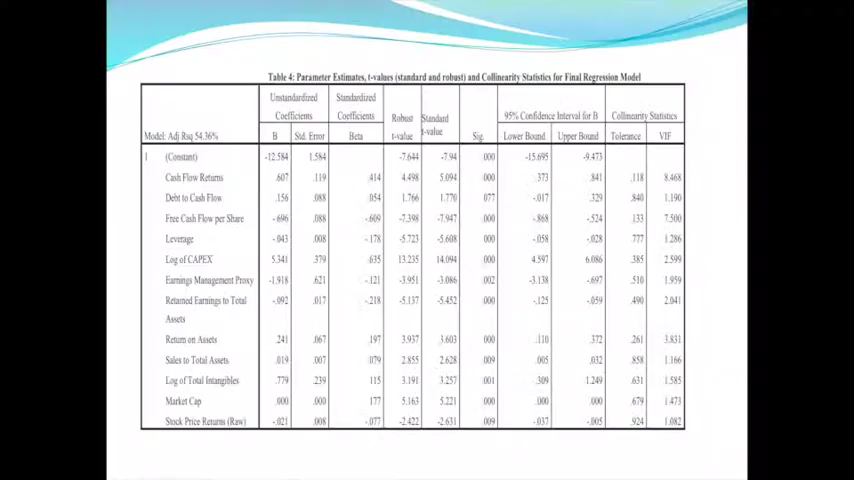 Table 4: Parameter Estimates, t-values (standard and robust) and Collinearity Statistics for Final Regression Model
Unstandardized Standardized
Coefficients Coefficients Robust Standard 95% Confidence Interval for B Collinearity Statistics
Model: Adj Rsq 54.36% B Std. Error Beta t-value t-value Sig. Lower Bound Upper Bound Tolerance VIF
1 (Constant) -12.584 1.584 -7.644 -7.94 .000 -15.695 -9.473
Cash Flow Returns .607 .119 .414 4.498 5.094 .000 .373 .841 .118 8.468
Debt to Cash Flow .156 .088 .054 1.766 1.770 .077 -.017 .329 .840 1.190
Free Cash Flow per Share -.696 .088 -.609 -7.398 -7.947 .000 -.868 -.524 .133 7.500
Leverage -.043 .008 -.178 -5.723 -5.608 .000 -.058 -.028 .777 1.286
Log of CAPEX 5.341 .379 .635 13.235 14.094 .000 4.597 6.086 .385 2.599
Earnings Management Proxy -1.918 .621 -.121 -3.951 -3.086 .002 -3.138 -.697 .510 1.959
Retained Earnings to Total -.092 .017 -.218 -5.137 -5.452 .000 -.125 -.059 .490 2.041
Assets
Return on Assets .241 .067 .197 3.937 3.603 .000 .110 .372 .261 3.831
Sales to Total Assets .019 .007 .079 2.855 2.628 .009 .005 .032 .858 1.166
Log of Total Intangibles .779 .239 .115 3.191 3.257 .001 .309 1.249 .631 1.585
Market Cap .000 .000 .177 5.163 5.221 .000 .000 .000 .679 1.473
Stock Price Returns (Raw) -.021 .008 -.077 -2.422 -2.631 .009 -.037 -.005 .924 1.082